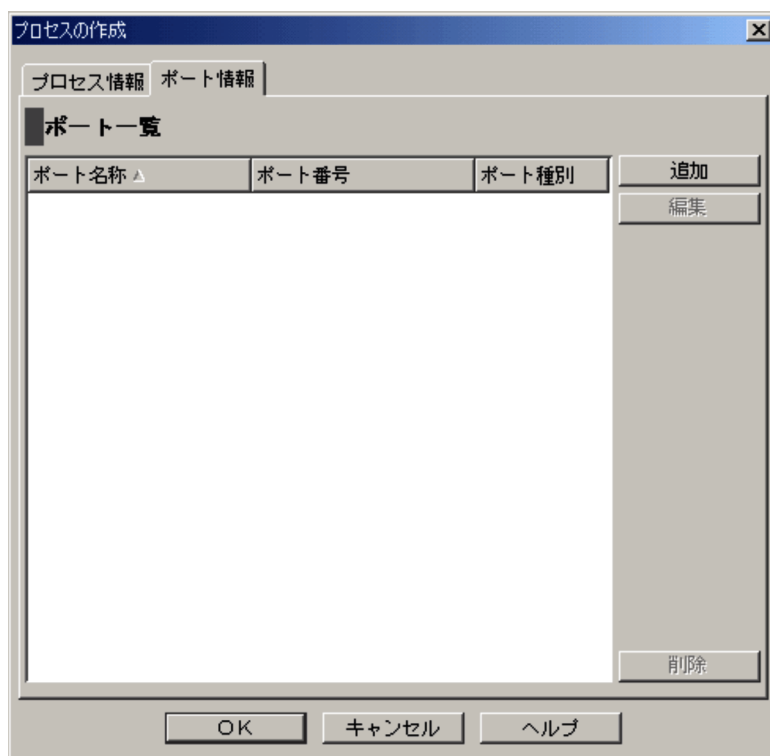 プロセスの作成
プロセス情報 ポート情報
ポート一覧
ポート名称 ポート番号 ポート種別
追加
編集
削除
OK キャンセル ヘルプ